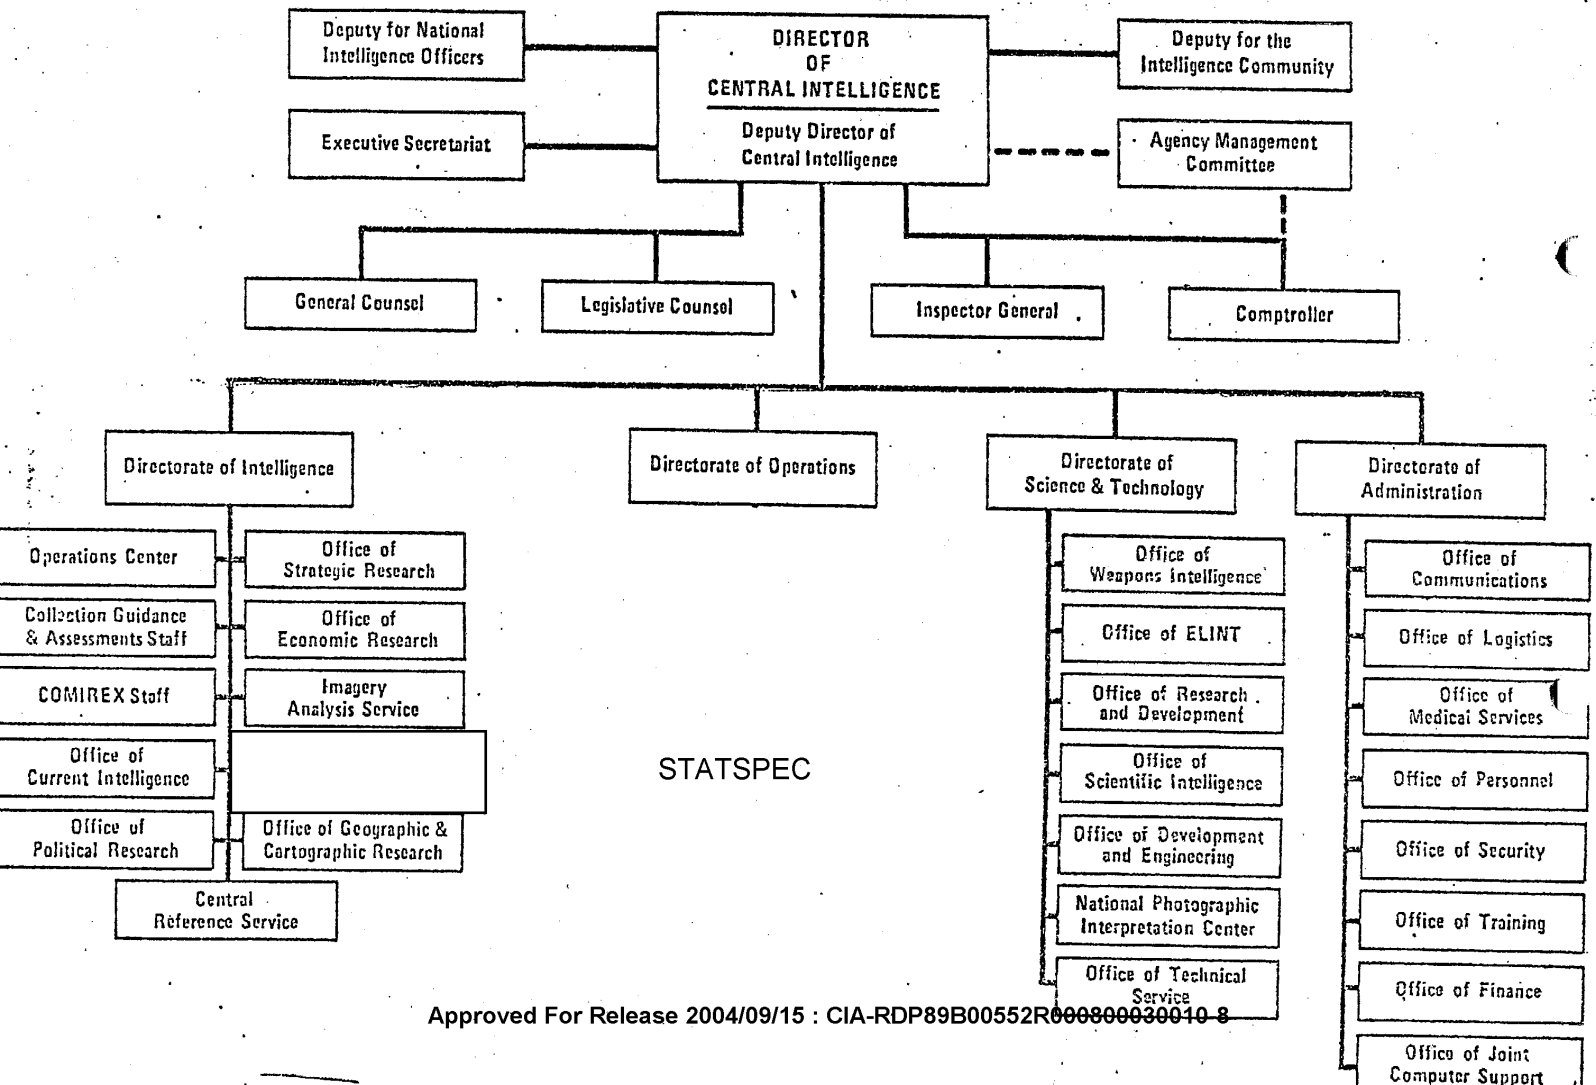 Deputy for National
Intelligence Officers
DIRECTOR
OF
CENTRAL INTELLIGENCE
Deputy Director of
Central Intelligence
Deputy for the
Intelligence Community
Executive Secretariat
Agency Management
Committee
General Counsel
Legislative Counsel
Inspector General
Comptroller
Directorate of Intelligence
Directorate of Operations
Directorate of
Science & Technology
Directorate of
Administration
Operations Center
Office of
Strategic Research
Collection Guidance
& Assessments Staff
Office of
Economic Research
COMIREX Staff
Imagery
Analysis Service
Office of
Current Intelligence
Office of
Political Research
Office of Geographic &
Cartographic Research
Central
Reference Service
STATSPEC
Office of
Weapons Intelligence
Office of ELINT
Office of Research
and Development
Office of
Scientific Intelligence
Office of Development
and Engineering
National Photographic
Interpretation Center
Office of Technical
Service
Office of
Communications
Office of Logistics
Office of
Medical Services
Office of Personnel
Office of Security
Office of Training
Office of Finance
Office of Joint
Computer Support
Approved For Release 2004/09/15 : CIA-RDP89B00552R000800030010-8